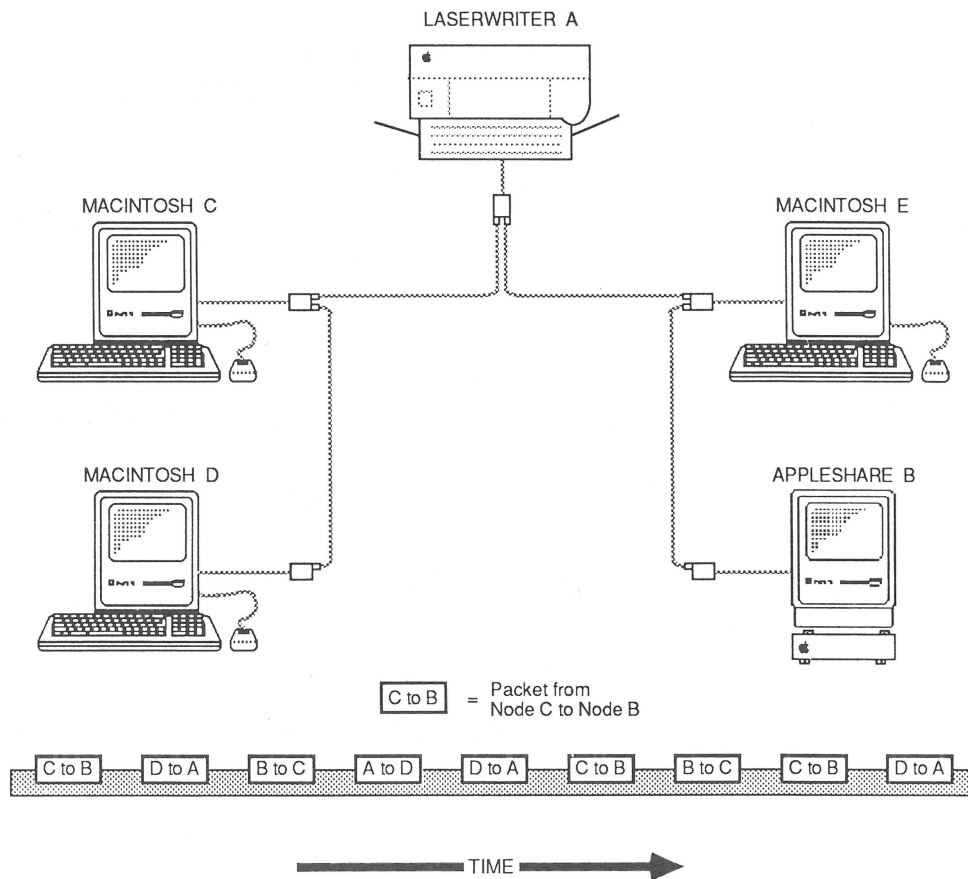 LASERWRITER A
MACINTOSH C
MACINTOSH E
MACINTOSH D
APPLESHARE B
C to B = Packet from
Node C to Node B
C to B D to A B to C A to D D to A C to B B to C C to B D to A
TIME